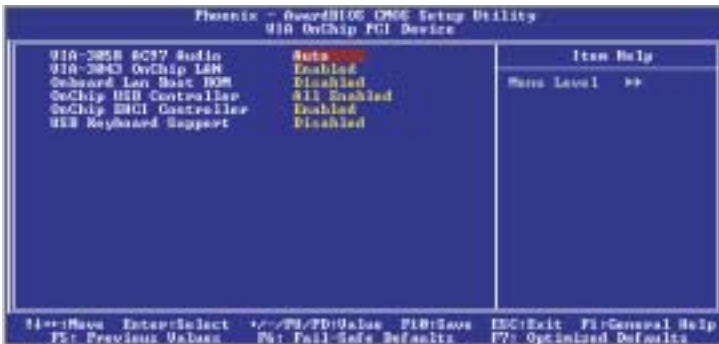 Phoenix - AwardBIOS CMOS Setup Utility
VIA OnChip PCI Device
VIA-3058 AC97 Audio Auto
VIA-3043 OnChip LAN Enabled
Onboard Lan Boot ROM Disabled
OnChip USB Controller All Enabled
OnChip EHCI Controller Enabled
USB Keyboard Support Disabled
Item Help
Menu Level ▸▸
↑↓→←:Move Enter:Select +/-/PU/PD:Value F10:Save ESC:Exit F1:General Help
F5: Previous Values F6: Fail-Safe Defaults F7: Optimized Defaults